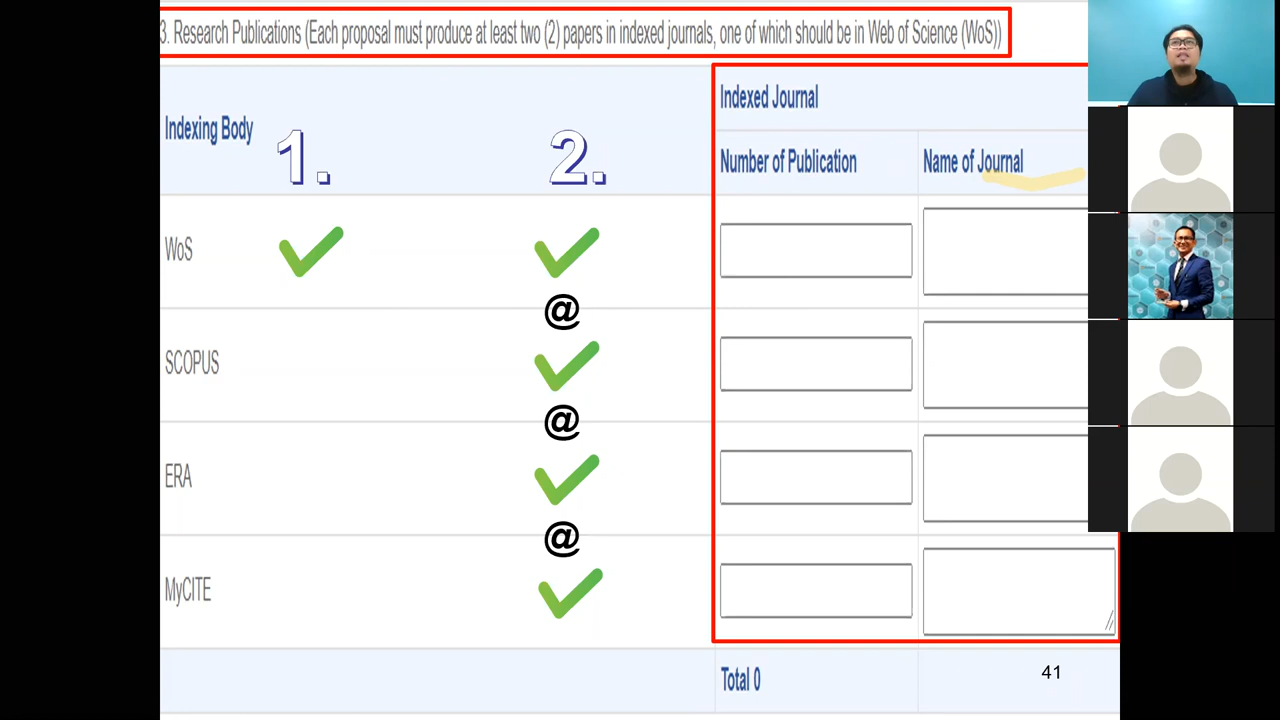 3. Research Publications (Each proposal must produce at least two (2) papers in indexed journals, one of which should be in Web of Science (WoS))
Indexing Body
1.
2.
Indexed Journal
Number of Publication
Name of Journal
WoS
@
SCOPUS
@
ERA
@
MyCITE
Total 0
41